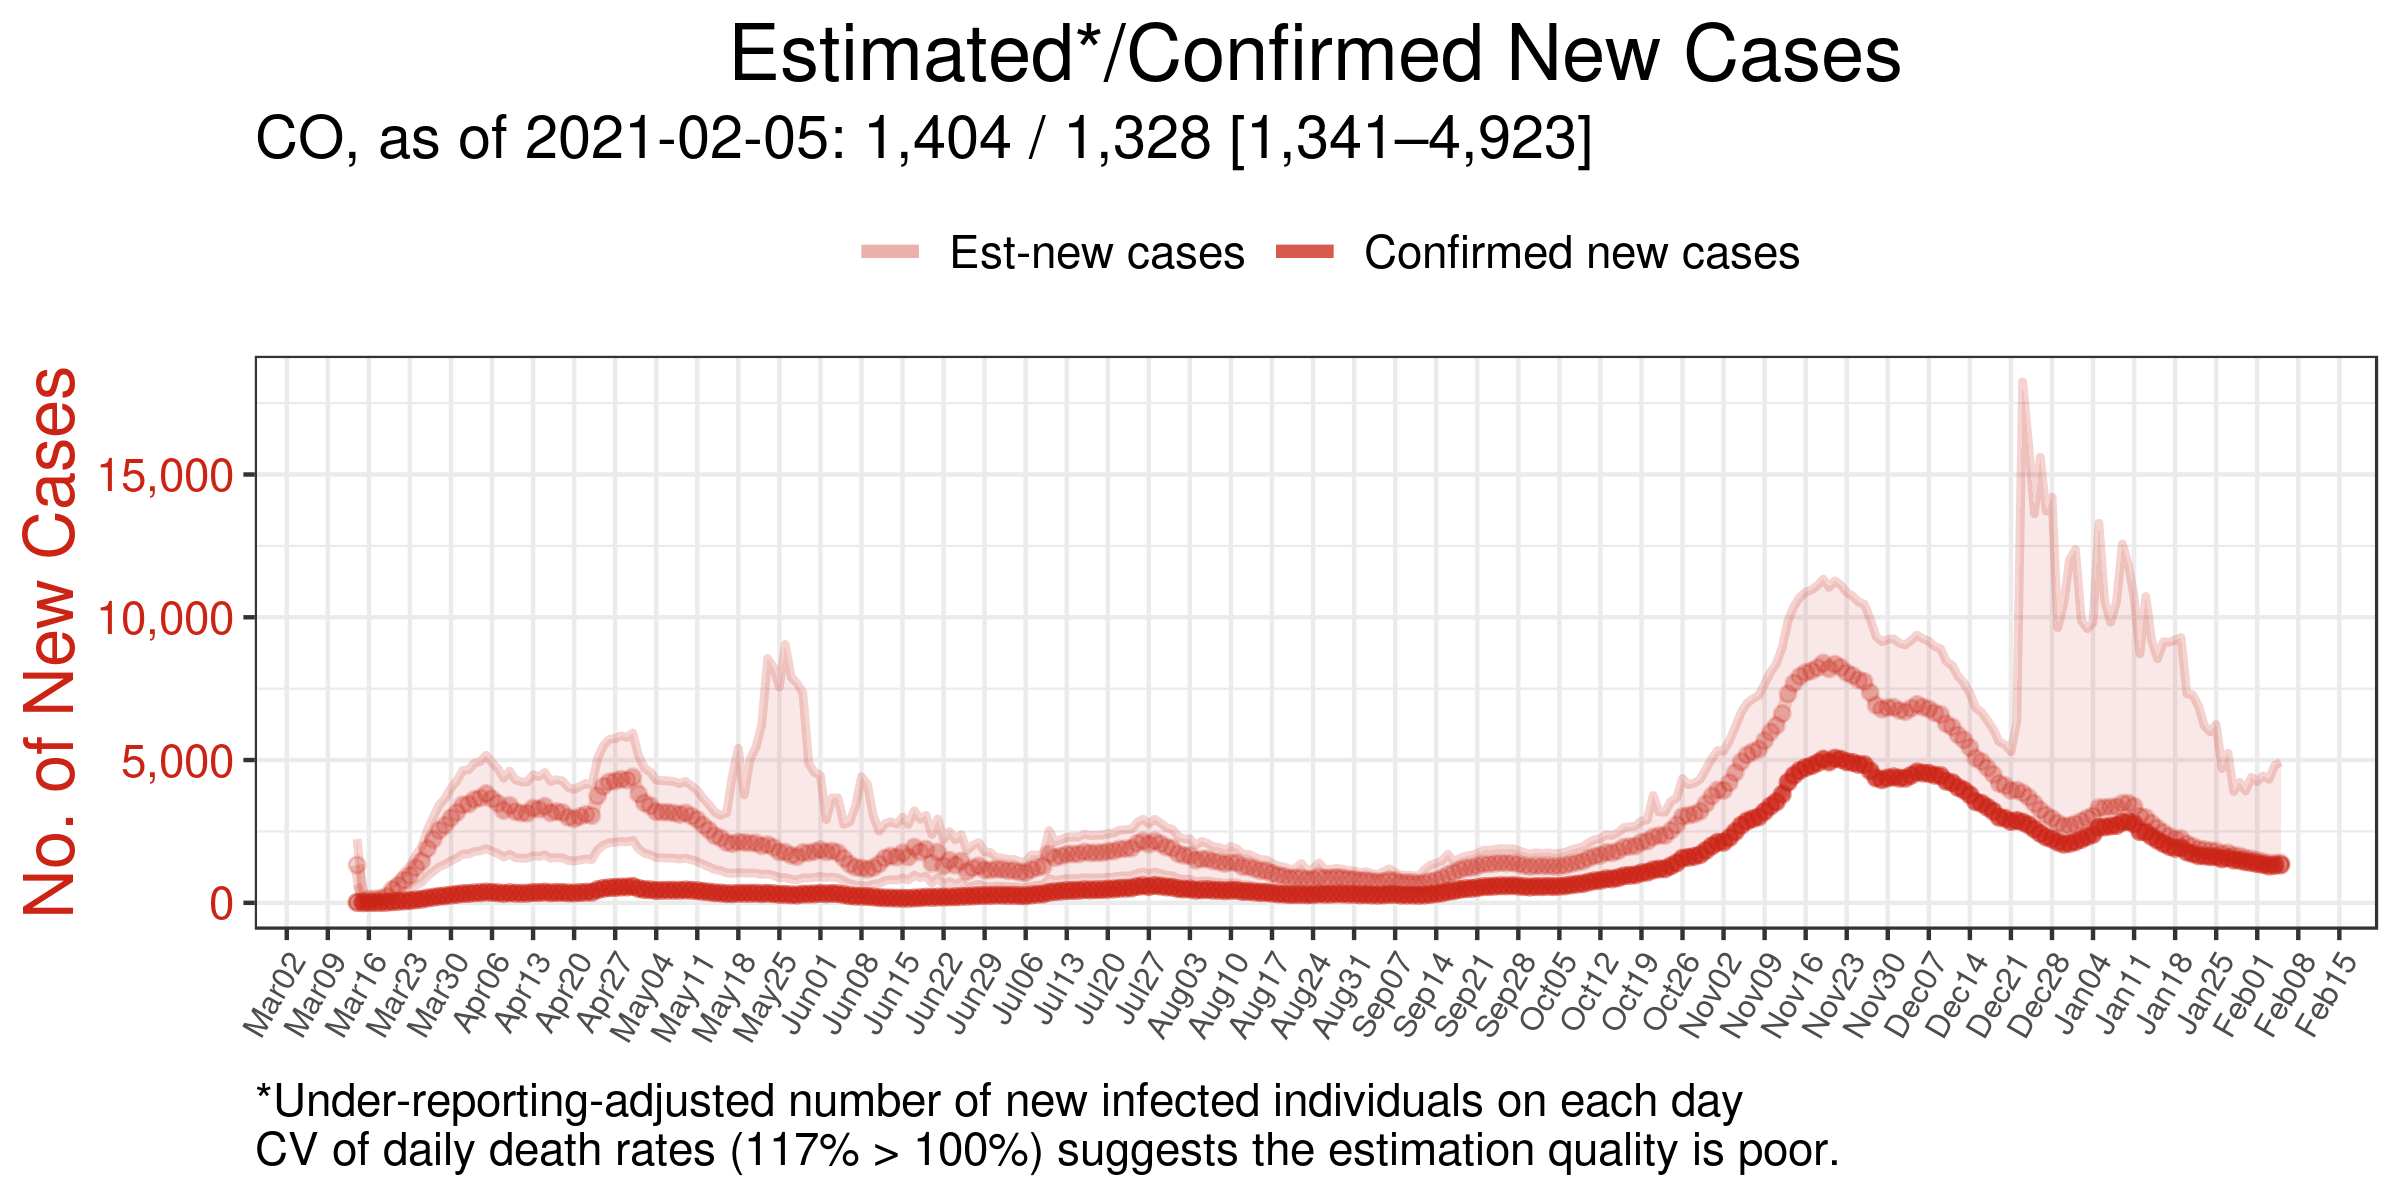 Estimated*/Confirmed New Cases
CO, as of 2021-02-05: 1,404 / 1,328 [1,341–4,923]
Est-new cases
Confirmed new cases
No. of New Cases
15,000
10,000
5,000
0
Mar02
Mar09
Mar16
Mar23
Mar30
Apr06
Apr13
Apr20
Apr27
May04
May11
May18
May25
Jun01
Jun08
Jun15
Jun22
Jun29
Jul06
Jul13
Jul20
Jul27
Aug03
Aug10
Aug17
Aug24
Aug31
Sep07
Sep14
Sep21
Sep28
Oct05
Oct12
Oct19
Oct26
Nov02
Nov09
Nov16
Nov23
Nov30
Dec07
Dec14
Dec21
Dec28
Jan04
Jan11
Jan18
Jan25
Feb01
Feb08
Feb15
*Under-reporting-adjusted number of new infected individuals on each day
CV of daily death rates (117% > 100%) suggests the estimation quality is poor.